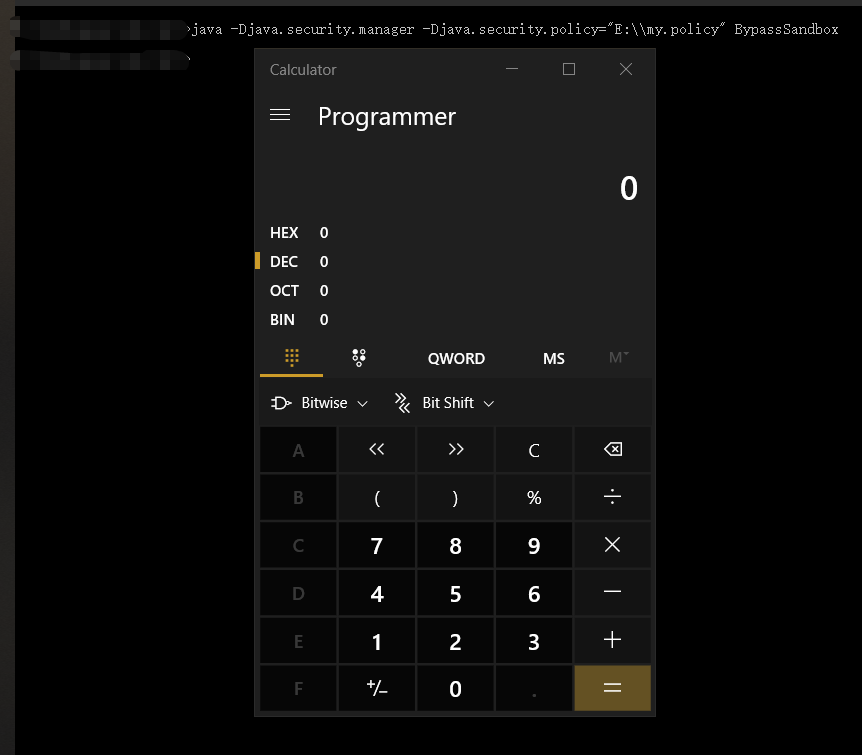 >java -Djava.security.manager -Djava.security.policy="E:\\my.policy" BypassSandbox
Calculator
Programmer
0
HEX 0
DEC 0
OCT 0
BIN 0
QWORD MS M
Bitwise Bit Shift
A << >> C
B ( ) % ÷
C 7 8 9 ×
D 4 5 6 −
E 1 2 3 +
F +/− 0 . =